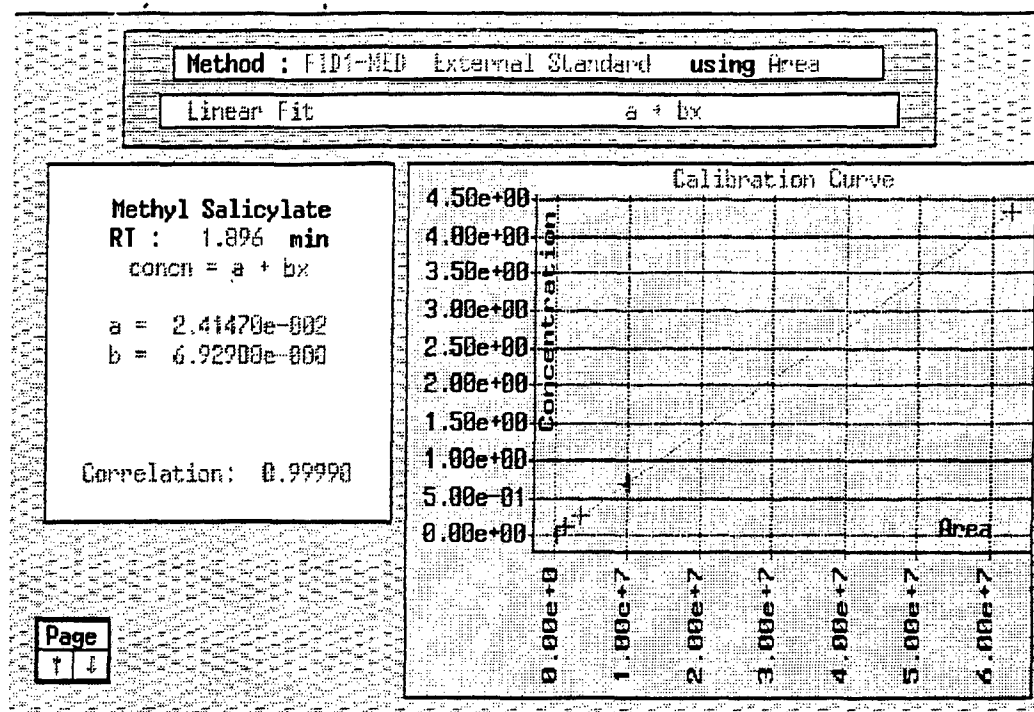 Method : FID1-MED External Standard using Area
Linear Fit a + bx
Methyl Salicylate
RT : 1.896 min
concn = a + bx
a = 2.41470e-002
b = 6.92900e-008
Correlation: 0.99990
Page
Calibration Curve
Concentration
4.50e+00
4.00e+00
3.50e+00
3.00e+00
2.50e+00
2.00e+00
1.50e+00
1.00e+00
5.00e-01
0.00e+00
Area
0.00e+0
1.00e+7
2.00e+7
3.00e+7
4.00e+7
5.00e+7
6.00e+7